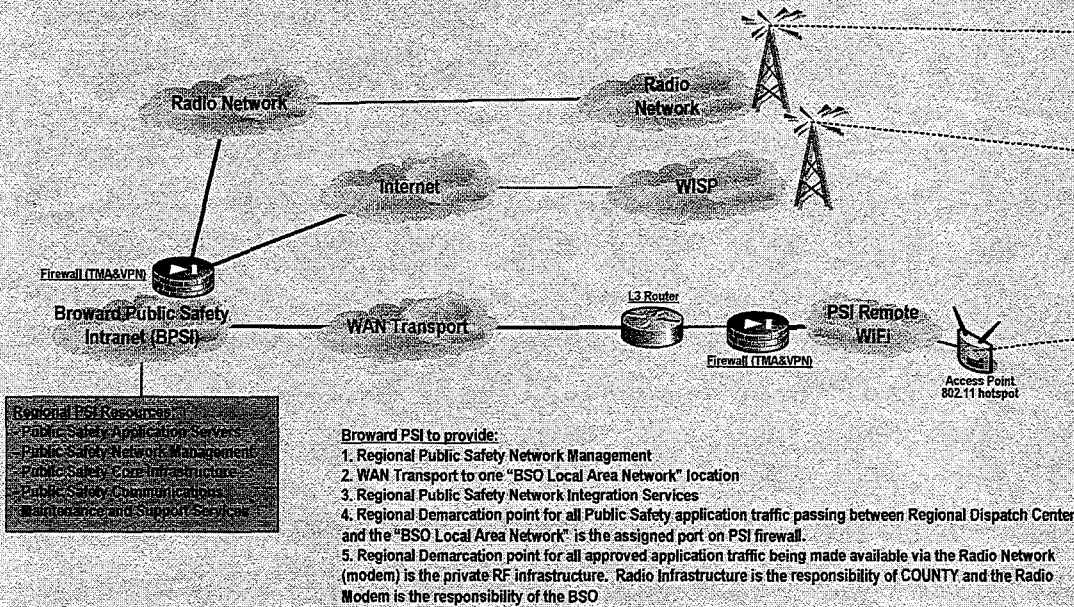 Radio Network
Radio
Network
Internet
WISP
Firewall (TMA&VPN)
Broward Public Safety
Intranet (BPSI)
WAN Transport
L3 Router
Firewall (TMA&VPN)
PSI Remote
WiFi
Access Point
802.11 hotspot
Regional PSI Resources:
- Public Safety Application Servers
- Public Safety Network Management
- Public Safety Core Infrastructure
- Public Safety Communications
Maintenance and Support Services
Broward PSI to provide:
1. Regional Public Safety Network Management
2. WAN Transport to one “BSO Local Area Network” location
3. Regional Public Safety Network Integration Services
4. Regional Demarcation point for all Public Safety application traffic passing between Regional Dispatch Center
and the “BSO Local Area Network” is the assigned port on PSI firewall.
5. Regional Demarcation point for all approved application traffic being made available via the Radio Network
(modem) is the private RF infrastructure. Radio Infrastructure is the responsibility of COUNTY and the Radio
Modem is the responsibility of the BSO